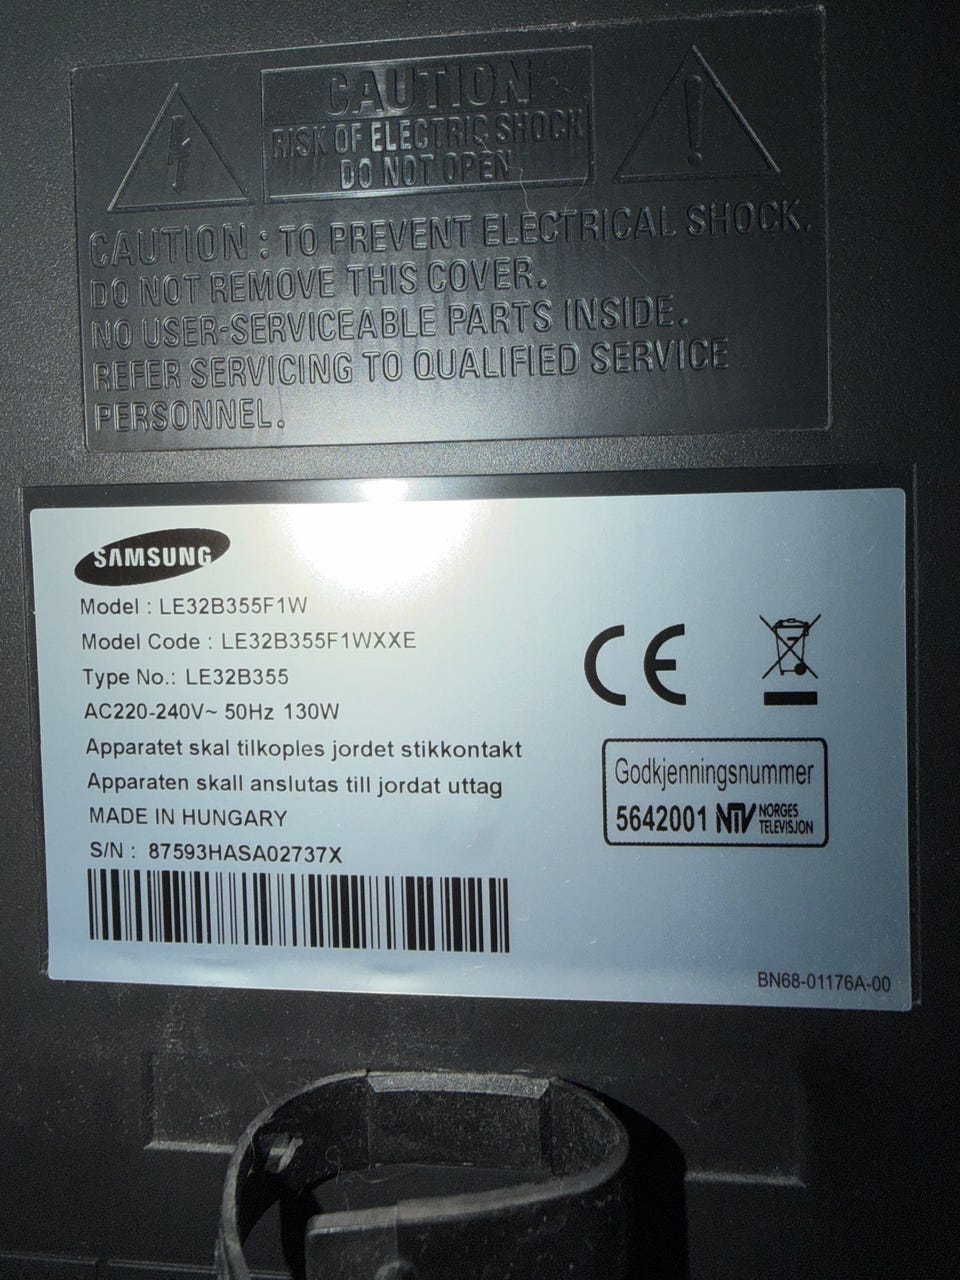 CAUTION
RISK OF ELECTRIC SHOCK
DO NOT OPEN
CAUTION : TO PREVENT ELECTRICAL SHOCK.
DO NOT REMOVE THIS COVER.
NO USER-SERVICEABLE PARTS INSIDE.
REFER SERVICING TO QUALIFIED SERVICE
PERSONNEL.
SAMSUNG
Model : LE32B355F1W
Model Code : LE32B355F1WXXE
Type No.: LE32B355
AC220-240V~ 50Hz 130W
Apparatet skal tilkoples jordet stikkontakt
Apparaten skall anslutas till jordat uttag
MADE IN HUNGARY
S/N : 87593HASA02737X
CE
7
Godkjenningsnummer
5642001 NTV NORGES
TELEVISJON
BN68-01176A-00